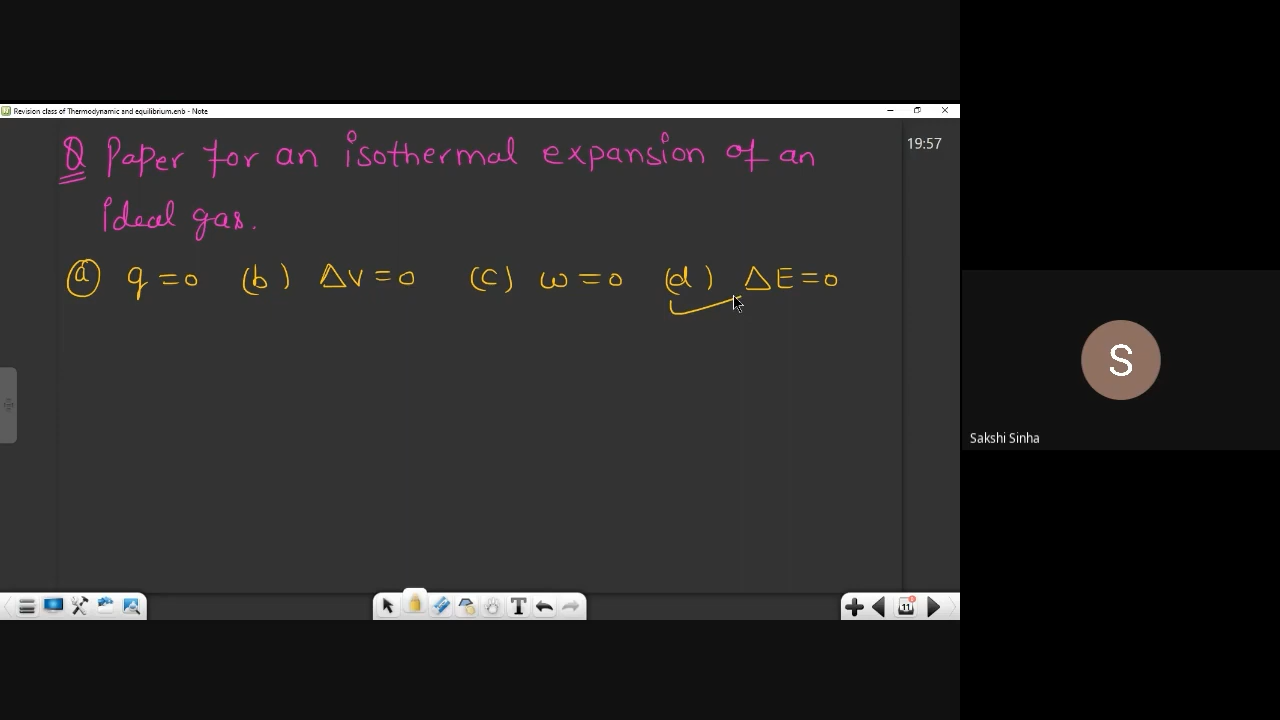 Revision class of Thermodynamic and equilibrium.enb - Note
19:57
Q Paper for an isothermal expansion of an
Ideal gas.
(a) q = 0 (b) ΔV = 0 (c) w = 0 (d) ΔE = 0
S
Sakshi Sinha
T
11